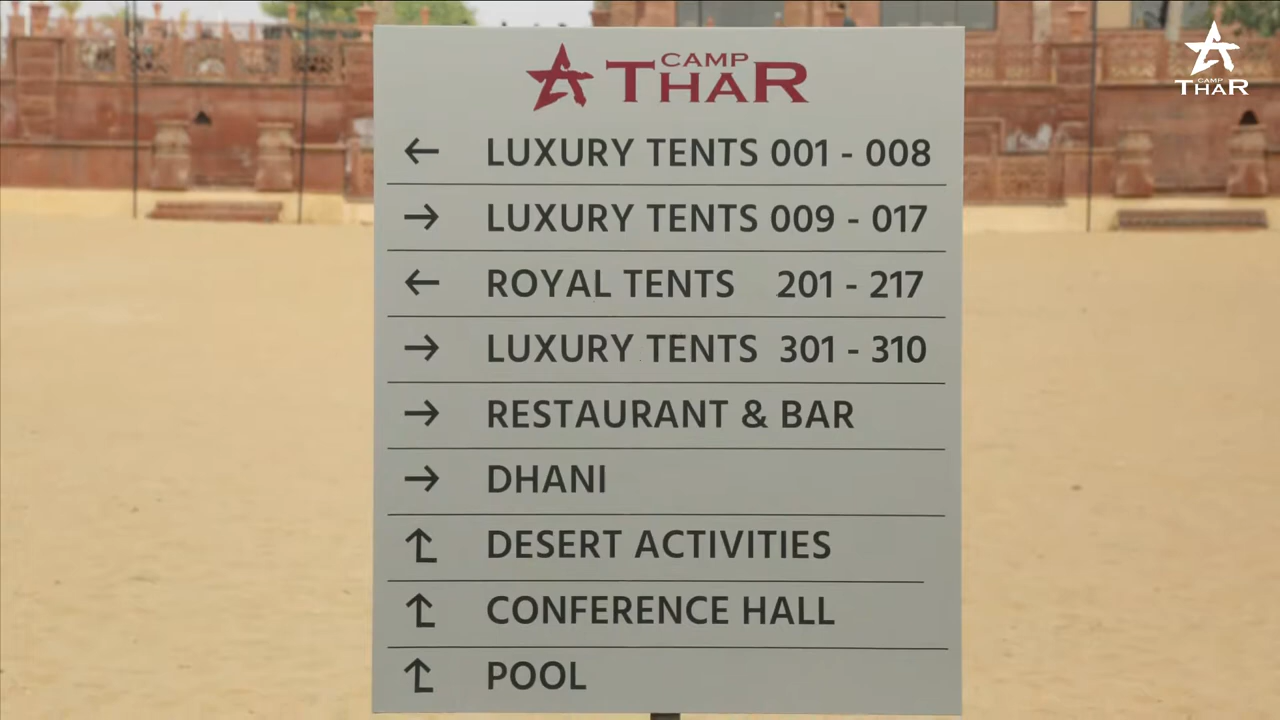 CAMP
THAR
← LUXURY TENTS 001 - 008
→ LUXURY TENTS 009 - 017
← ROYAL TENTS 201 - 217
→ LUXURY TENTS 301 - 310
→ RESTAURANT & BAR
→ DHANI
↑ DESERT ACTIVITIES
↑ CONFERENCE HALL
↑ POOL
CAMP
THAR